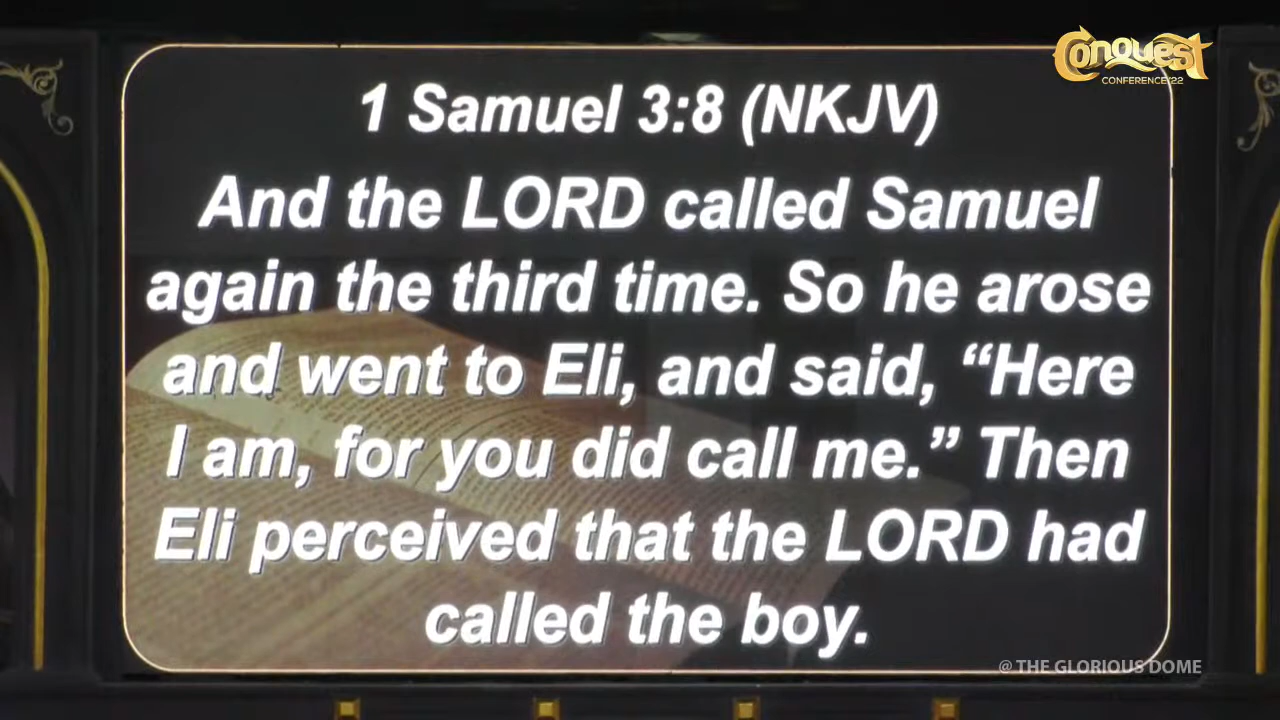 Conquest
CONFERENCE'22
1 Samuel 3:8 (NKJV)
And the LORD called Samuel
again the third time. So he arose
and went to Eli, and said, “Here
I am, for you did call me.” Then
Eli perceived that the LORD had
called the boy.
@ THE GLORIOUS DOME